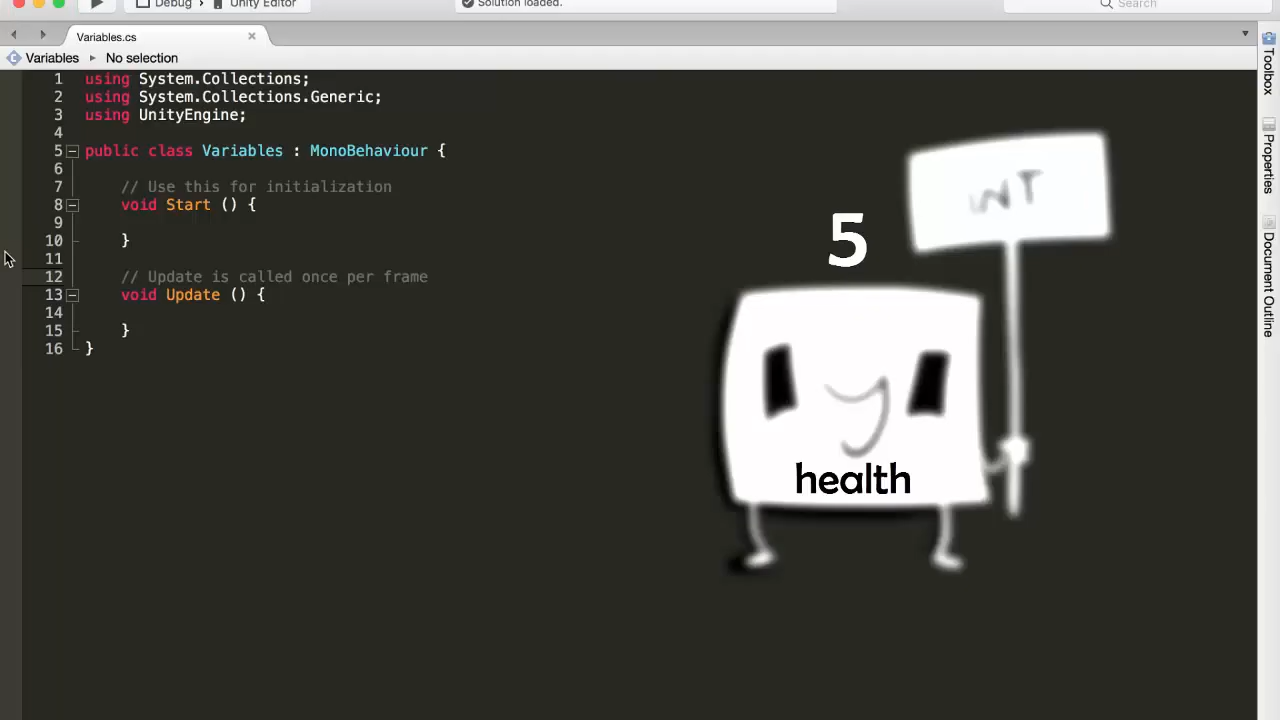 Debug › Unity Editor
Solution loaded.
Search
Variables.cs
Variables ▸ No selection
1 using System.Collections;
2 using System.Collections.Generic;
3 using UnityEngine;
4
5 public class Variables : MonoBehaviour {
6
7 // Use this for initialization
8 void Start () {
9
10 }
11
12 // Update is called once per frame
13 void Update () {
14
15 }
16 }
INT
5
health
Toolbox
Properties
Document Outline